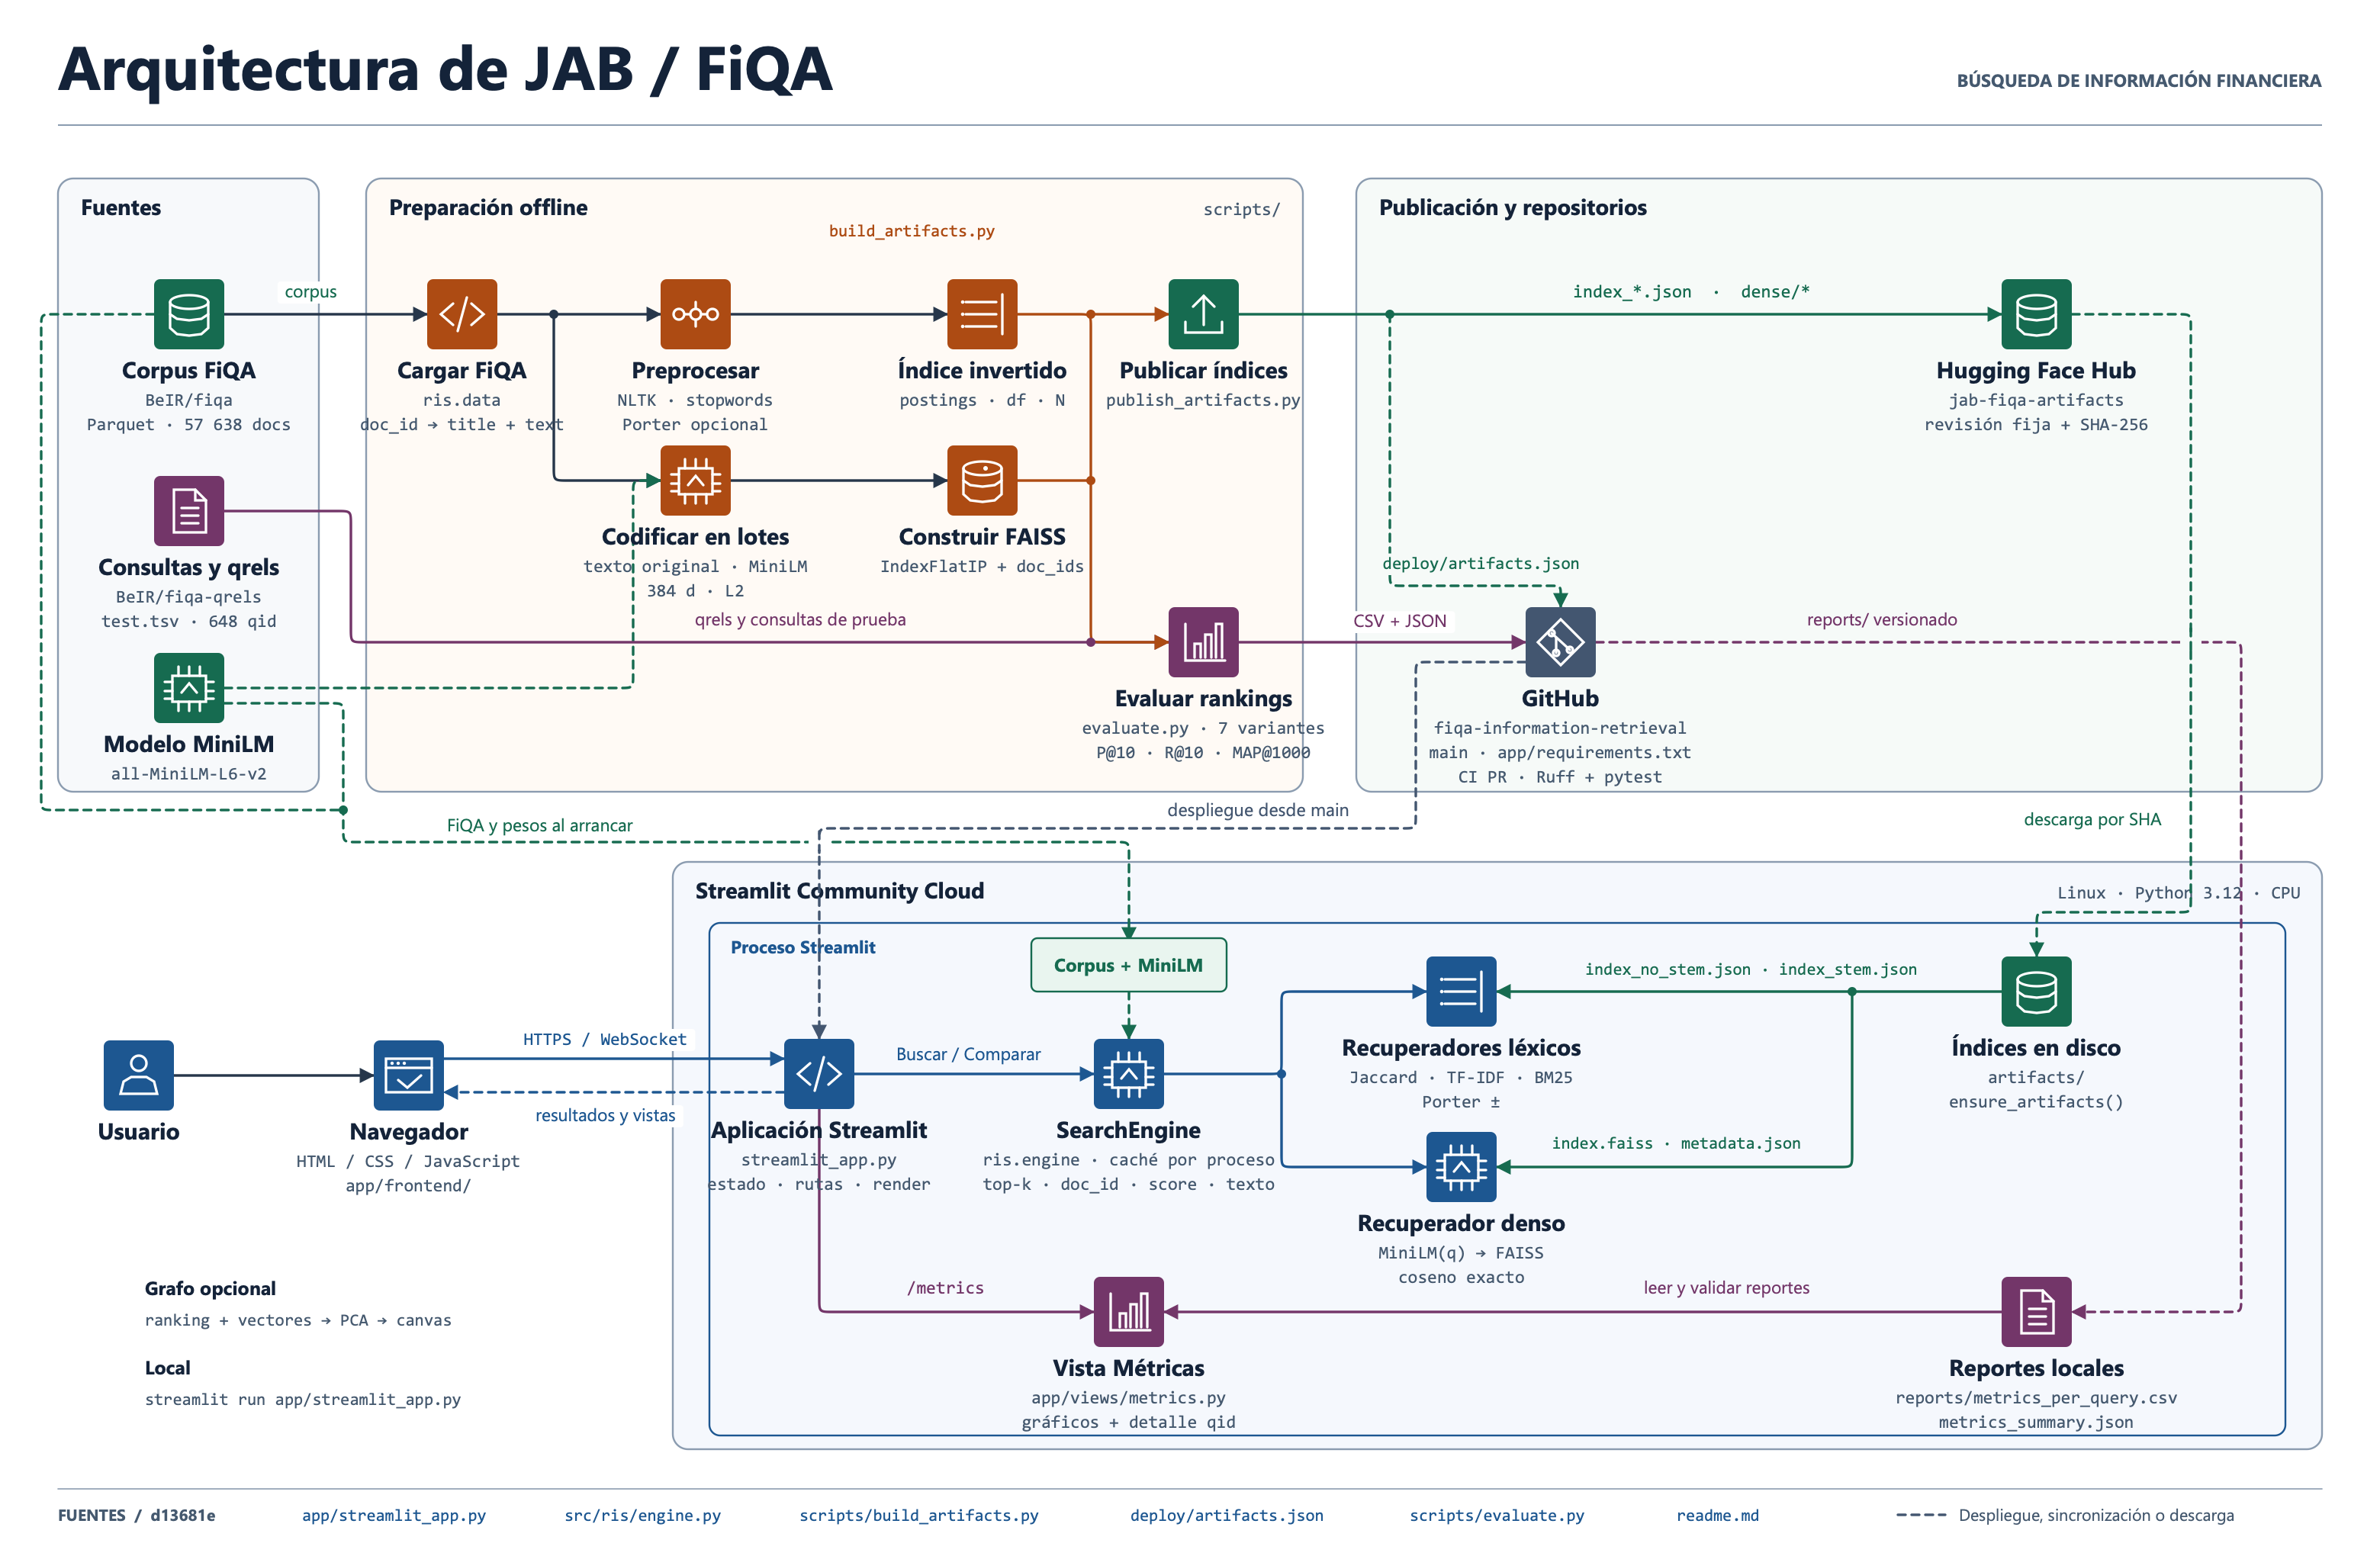 Arquitectura de JAB / FiQA
BÚSQUEDA DE INFORMACIÓN FINANCIERA
Fuentes
corpus
Corpus FiQA
BeIR/fiqa
Parquet · 57 638 docs
Consultas y qrels
BeIR/fiqa-qrels
test.tsv · 648 qid
Modelo MiniLM
all-MiniLM-L6-v2
Preparación offline
scripts/
build_artifacts.py
Cargar FiQA
ris.data
doc_id → title + text
Preprocesar
NLTK · stopwords
Porter opcional
Índice invertido
postings · df · N
Publicar índices
publish_artifacts.py
Codificar en lotes
texto original · MiniLM
384 d · L2
Construir FAISS
IndexFlatIP + doc_ids
qrels y consultas de prueba
Evaluar rankings
evaluate.py · 7 variantes
P@10 · R@10 · MAP@1000
Publicación y repositorios
index_*.json · dense/*
Hugging Face Hub
jab-fiqa-artifacts
revisión fija + SHA-256
deploy/artifacts.json
CSV + JSON
reports/ versionado
GitHub
fiqa-information-retrieval
main · app/requirements.txt
CI PR · Ruff + pytest
despliegue desde main
descarga por SHA
FiQA y pesos al arrancar
Streamlit Community Cloud
Linux · Python 3.12 · CPU
Proceso Streamlit
Corpus + MiniLM
index_no_stem.json · index_stem.json
HTTPS / WebSocket
Buscar / Comparar
resultados y vistas
Usuario
Navegador
HTML / CSS / JavaScript
app/frontend/
Aplicación Streamlit
streamlit_app.py
estado · rutas · render
SearchEngine
ris.engine · caché por proceso
top-k · doc_id · score · texto
Recuperadores léxicos
Jaccard · TF-IDF · BM25
Porter ±
Índices en disco
artifacts/
ensure_artifacts()
index.faiss · metadata.json
Recuperador denso
MiniLM(q) → FAISS
coseno exacto
/metrics
leer y validar reportes
Vista Métricas
app/views/metrics.py
gráficos + detalle qid
Reportes locales
reports/metrics_per_query.csv
metrics_summary.json
Grafo opcional
ranking + vectores → PCA → canvas
Local
streamlit run app/streamlit_app.py
FUENTES / d13681e
app/streamlit_app.py
src/ris/engine.py
scripts/build_artifacts.py
deploy/artifacts.json
scripts/evaluate.py
readme.md
Despliegue, sincronización o descarga